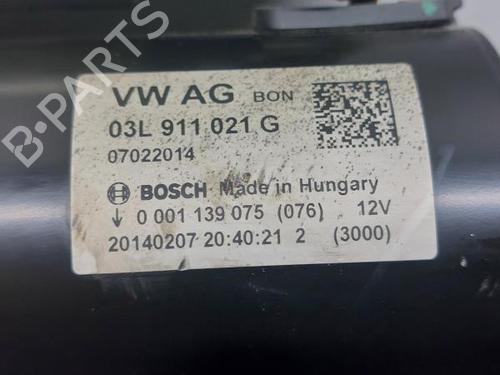 B-PARTS
VW AG BON
03L 911 021 G
07022014
BOSCH Made in Hungary
↓ 0 001 139 075 (076) 12V
20140207 20:40:21 2 (3000)